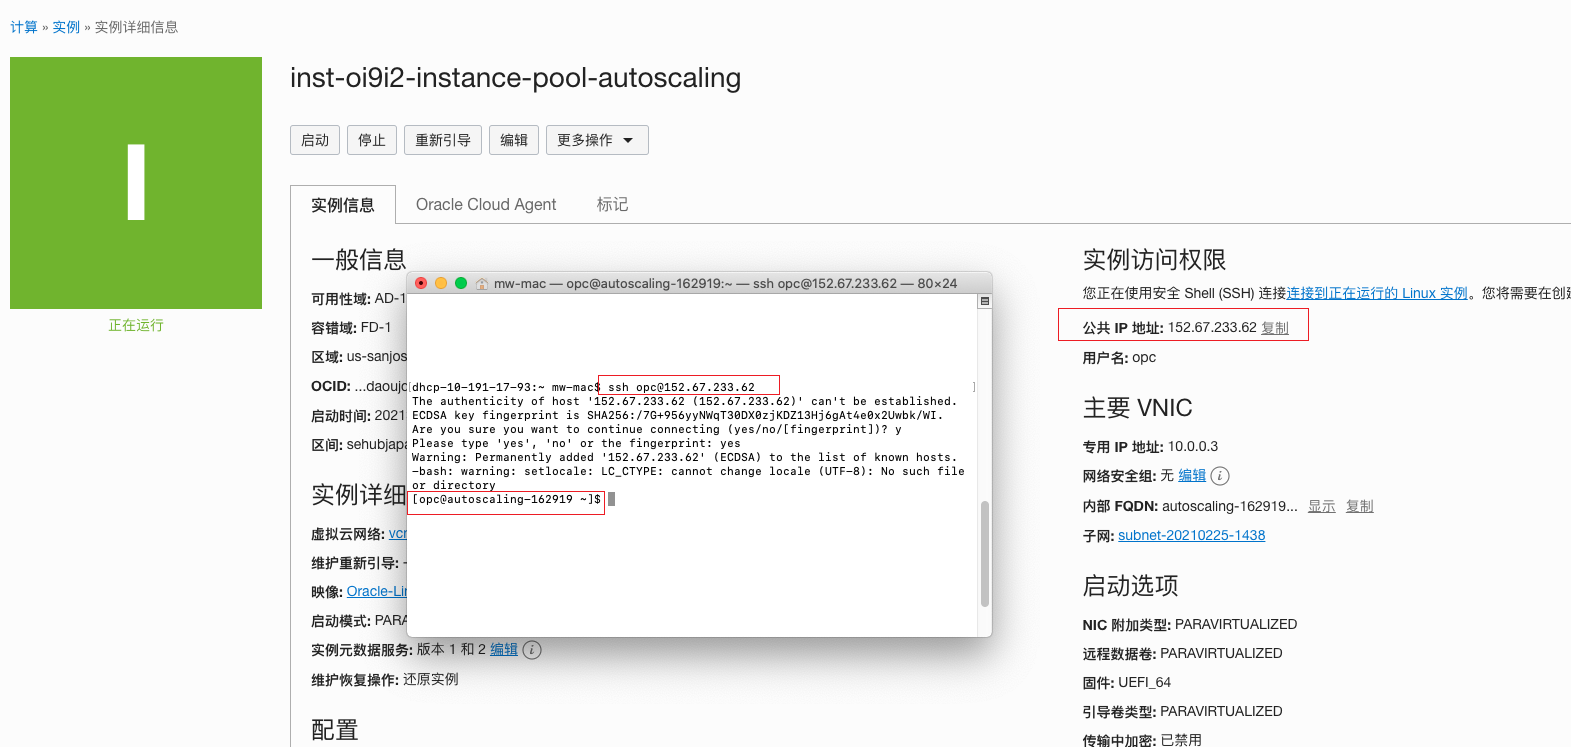 计算 » 实例 » 实例详细信息
I
正在运行
inst-oi9i2-instance-pool-autoscaling
启动 停止 重新引导 编辑 更多操作
实例信息 Oracle Cloud Agent 标记
一般信息
可用性域: AD-1
容错域: FD-1
区域: us-sanjos
OCID: ...daoujc
启动时间: 2021
区间: sehubjapa
实例详细
虚拟云网络: vcr
维护重新引导: -
映像: Oracle-Lin
启动模式: PARA
实例元数据服务: 版本 1 和 2 编辑 i
维护恢复操作: 还原实例
配置
mw-mac — opc@autoscaling-162919:~ — ssh opc@152.67.233.62 — 80×24
[dhcp-10-191-17-93:~ mw-mac$ ssh opc@152.67.233.62 ]
The authenticity of host '152.67.233.62 (152.67.233.62)' can't be established.
ECDSA key fingerprint is SHA256:/7G+956yyNWqT30DX0zjKDZ13Hj6gAt4e0x2Uwbk/WI.
Are you sure you want to continue connecting (yes/no/[fingerprint])? y
Please type 'yes', 'no' or the fingerprint: yes
Warning: Permanently added '152.67.233.62' (ECDSA) to the list of known hosts.
-bash: warning: setlocale: LC_CTYPE: cannot change locale (UTF-8): No such file
or directory
[opc@autoscaling-162919 ~]$
实例访问权限
您正在使用安全 Shell (SSH) 连接连接到正在运行的 Linux 实例。您将需要在创建
公共 IP 地址: 152.67.233.62 复制
用户名: opc
主要 VNIC
专用 IP 地址: 10.0.0.3
网络安全组: 无 编辑 i
内部 FQDN: autoscaling-162919... 显示 复制
子网: subnet-20210225-1438
启动选项
NIC 附加类型: PARAVIRTUALIZED
远程数据卷: PARAVIRTUALIZED
固件: UEFI_64
引导卷类型: PARAVIRTUALIZED
传输中加密: 已禁用